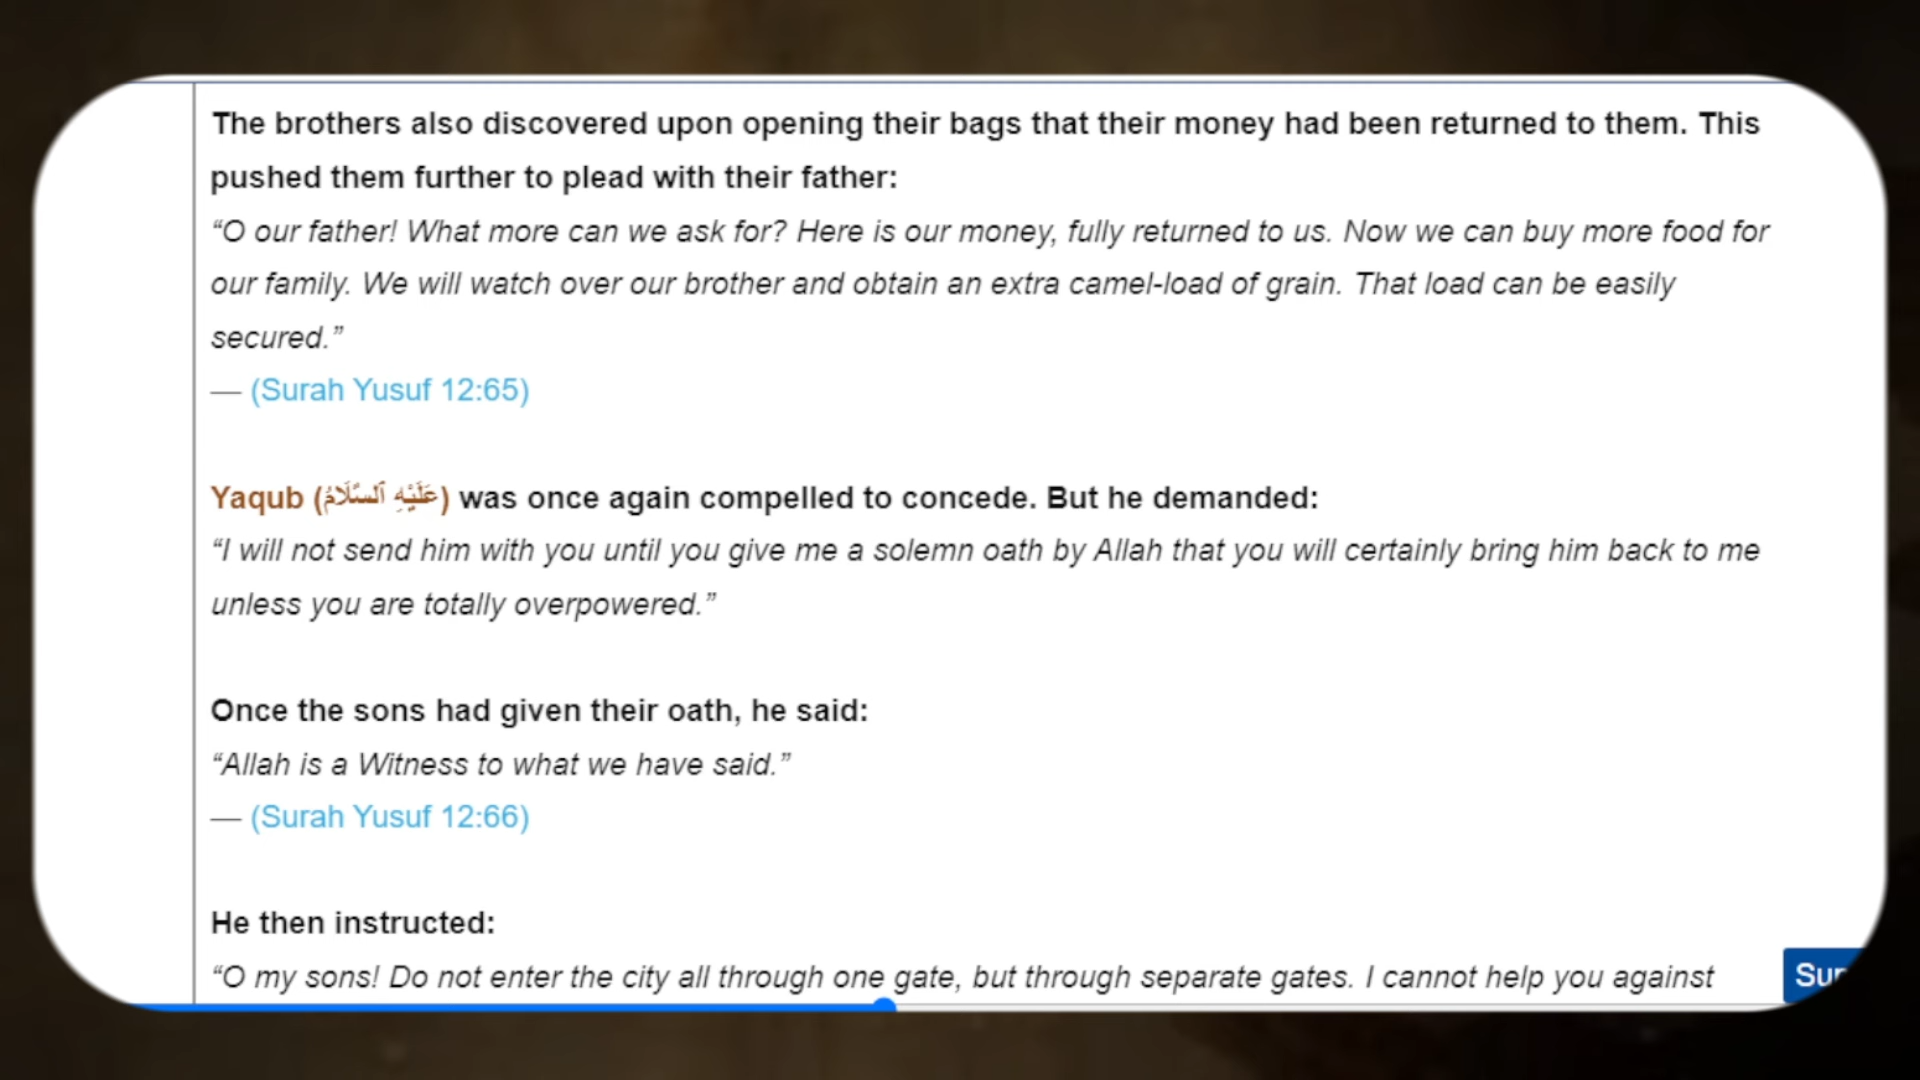 The brothers also discovered upon opening their bags that their money had been returned to them. This
pushed them further to plead with their father:
“O our father! What more can we ask for? Here is our money, fully returned to us. Now we can buy more food for
our family. We will watch over our brother and obtain an extra camel-load of grain. That load can be easily
secured.”
— (Surah Yusuf 12:65)
Yaqub (عَلَيْهِ ٱلسَّلَامُ) was once again compelled to concede. But he demanded:
“I will not send him with you until you give me a solemn oath by Allah that you will certainly bring him back to me
unless you are totally overpowered.”
Once the sons had given their oath, he said:
“Allah is a Witness to what we have said.”
— (Surah Yusuf 12:66)
He then instructed:
“O my sons! Do not enter the city all through one gate, but through separate gates. I cannot help you against